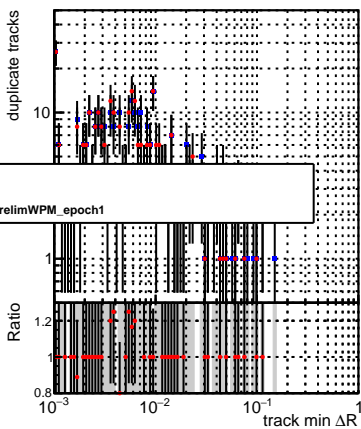 duplicate tracks
10
relimWPM_epoch1
1
Ratio
1.2
1
0.8
10⁻³ 10⁻² 10⁻¹ 1
track min ΔR